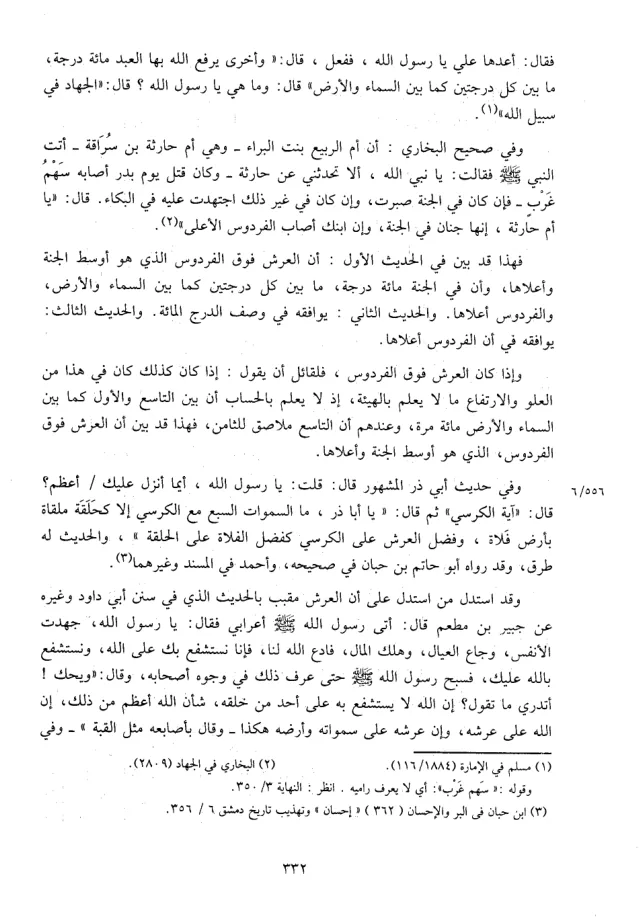 فقال: أعدها علي يا رسول الله ، ففعل ، قال:« وأخرى يرفع الله بها العبد مائة درجة،
ما بين كل درجتين كما بين السماء والأرض» قال: وما هي يا رسول الله ؟ قال:«الجهاد في
سبيل الله»(١).
وفي صحيح البخاري : أن أم الربيع بنت البراء ـ وهي أم حارثة بن سُرَاقة ـ أتت
النبي ﷺ فقالت: يا نبي الله ، ألا تحدثني عن حارثة ـ وكان قتل يوم بدر أصابه سَهْمُ
غَرْبٍ ـ فإن كان في الجنة صبرت، وإن كان في غير ذلك اجتهدت عليه في البكاء. قال: «يا
أم حارثة ، إنها جنان في الجنة، وإن ابنك أصاب الفردوس الأعلى»(٢).
فهذا قد بين في الحديث الأول : أن العرش فوق الفردوس الذي هو أوسط الجنة
وأعلاها، وأن في الجنة مائة درجة، ما بين كل درجتين كما بين السماء والأرض،
والفردوس أعلاها. والحديث الثاني : يوافقه في وصف الدرج المائة. والحديث الثالث:
يوافقه في أن الفردوس أعلاها.
وإذا كان العرش فوق الفردوس ، فلقائل أن يقول : إذا كان كذلك كان في هذا من
العلو والارتفاع ما لا يعلم بالهيئة، إذ لا يعلم بالحساب أن بين التاسع والأول كما بين
السماء والأرض مائة مرة، وعندهم أن التاسع ملاصق للثامن، فهذا قد بين أن العرش فوق
الفردوس، الذي هو أوسط الجنة وأعلاها.
وفي حديث أبي ذر المشهور قال: قلت: يا رسول الله ، أيما أنزل عليك / أعظم؟
٦/٥٥٦
قال: «آية الكرسي» ثم قال: « يا أبا ذر ، ما السموات السبع مع الكرسي إلا كحَلَقَة ملقاة
بأرض فَلاة ، وفضل العرش على الكرسي كفضل الفلاة على الحلقة » ، والحديث له
طرق، وقد رواه أبو حاتم بن حبان في صحيحه، وأحمد في المسند وغيرهما(٣).
وقد استدل من استدل على أن العرش مقبب بالحديث الذي في سنن أبي داود وغيره
عن جبير بن مطعم قال: أتى رسول الله ﷺ أعرابي فقال: يا رسول الله، جهدت
الأنفس، وجاع العيال، وهلك المال، فادع الله لنا، فإنا نستشفع بك على الله، ونستشفع
بالله عليك، فسبح رسول الله ﷺ حتى عرف ذلك في وجوه أصحابه، وقال:«ويحك !
أتدري ما تقول؟ إن الله لا يستشفع به على أحد من خلقه، شأن الله أعظم من ذلك، إن
الله على عرشه، وإن عرشه على سمواته وأرضه هكذا ـ وقال بأصابعه مثل القبة » ـ وفي
(١) مسلم في الإمارة (١١٦/١٨٨٤). (٢) البخاري في الجهاد (٢٨٠٩).
وقوله :« سَهم غَرْب»: أي لا يعرف راميه . انظر : النهاية ٣/ ٣٥٠.
(٣) ابن حبان فى البر والإحسان ( ٣٦٢ ) « إحسان » وتهذيب تاريخ دمشق ٦ / ٣٥٦.
٣٣٢